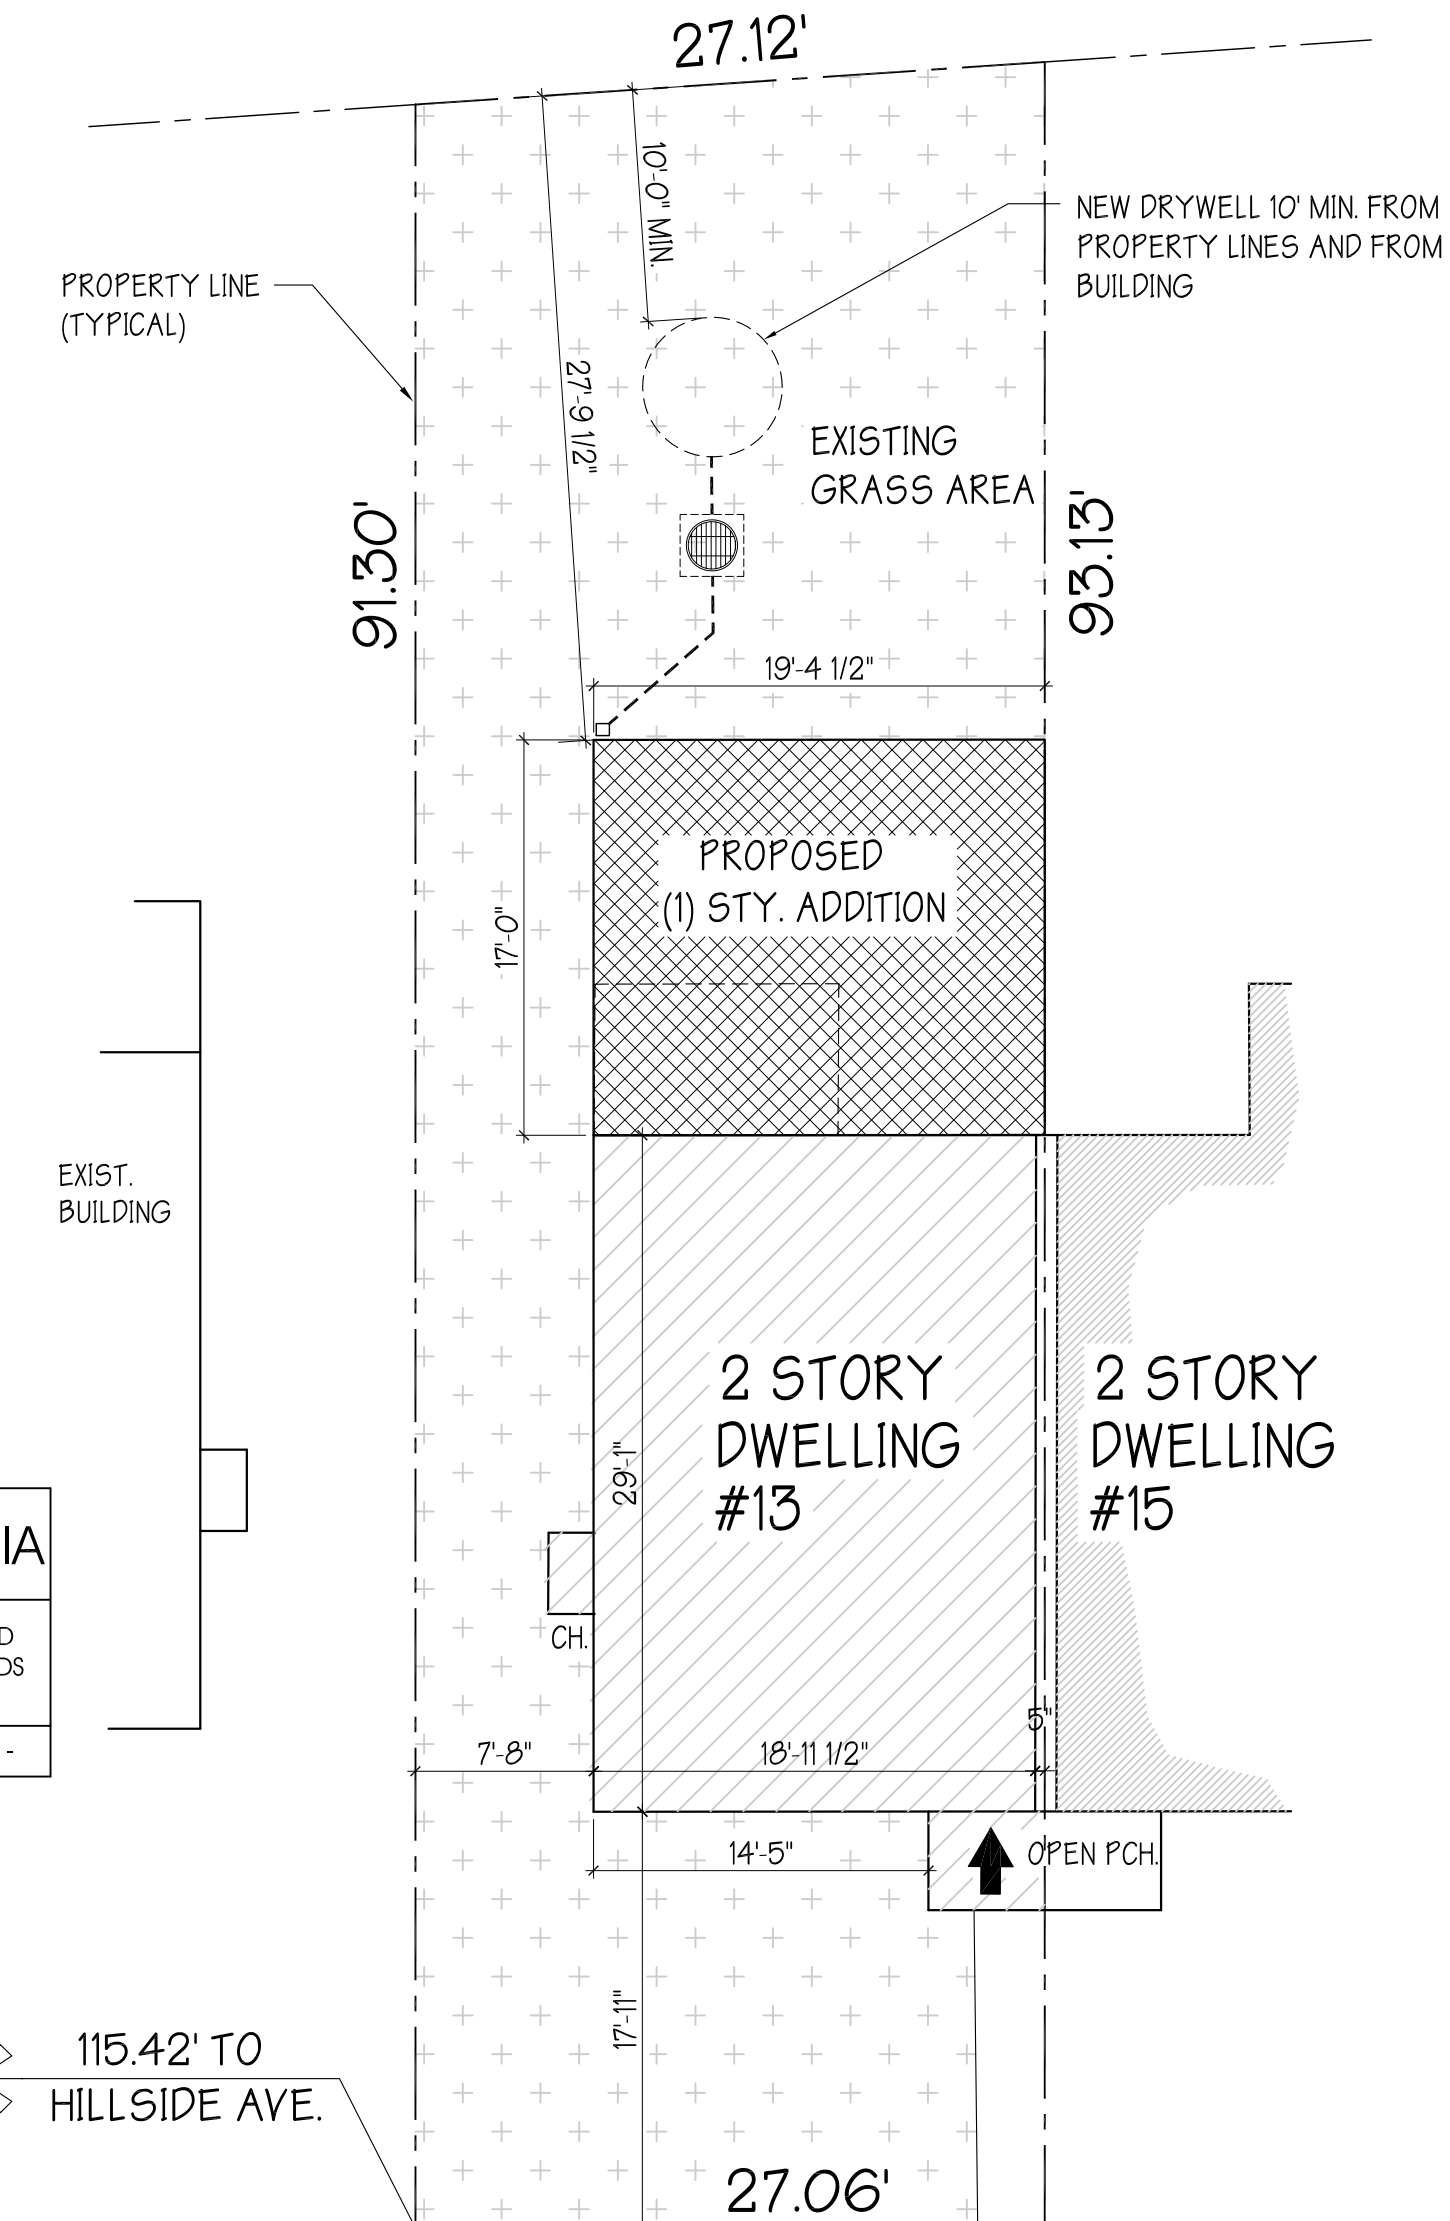 27.12'
10'-0" MIN.
NEW DRYWELL 10' MIN. FROM
PROPERTY LINES AND FROM
BUILDING
PROPERTY LINE
(TYPICAL)
27'-9 1/2"
EXISTING
GRASS AREA
91.30'
93.13'
19'-4 1/2"
PROPOSED
(1) STY. ADDITION
17'-0"
EXIST.
BUILDING
2 STORY
DWELLING
#13
2 STORY
DWELLING
#15
29'-1"
IA
D
DS
-
CH.
5"
7'-8"
18'-11 1/2"
14'-5"
OPEN PCH.
17'-11"
115.42' TO
HILLSIDE AVE.
27.06'